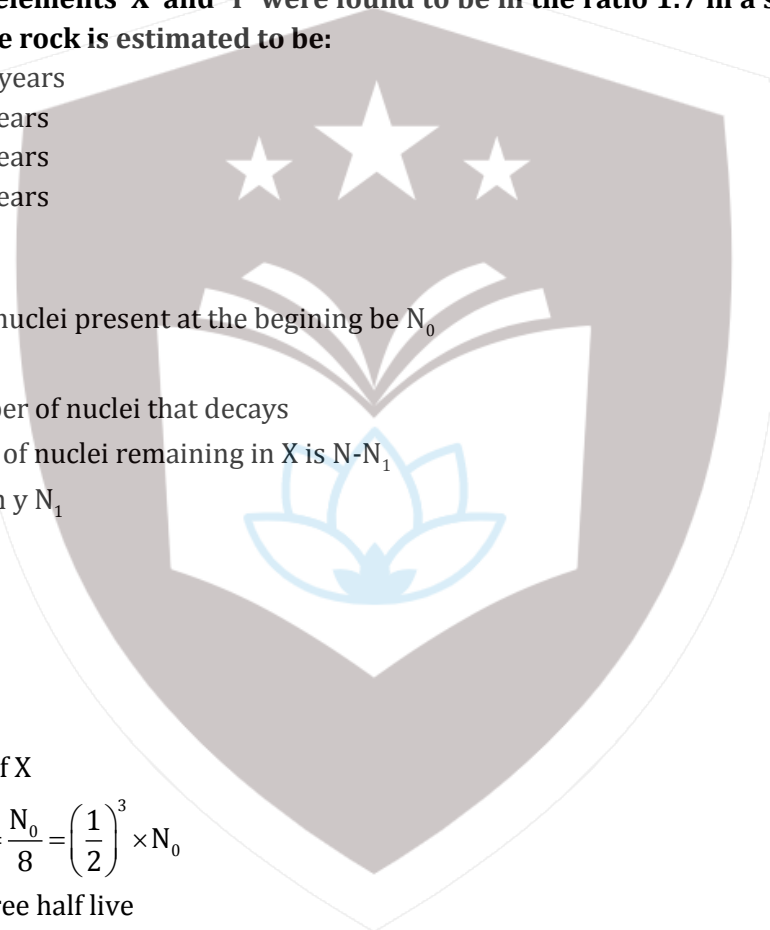 elements 'X' and 'Y' were found to be in the ratio 1:7 in a s
e rock is estimated to be:
years
ears
ears
ears
nuclei present at the begining be N₀
er of nuclei that decays
of nuclei remaining in X is N-N₁
n y N₁
f X
= N₀/8 = (1/2)³ × N₀
ree half live